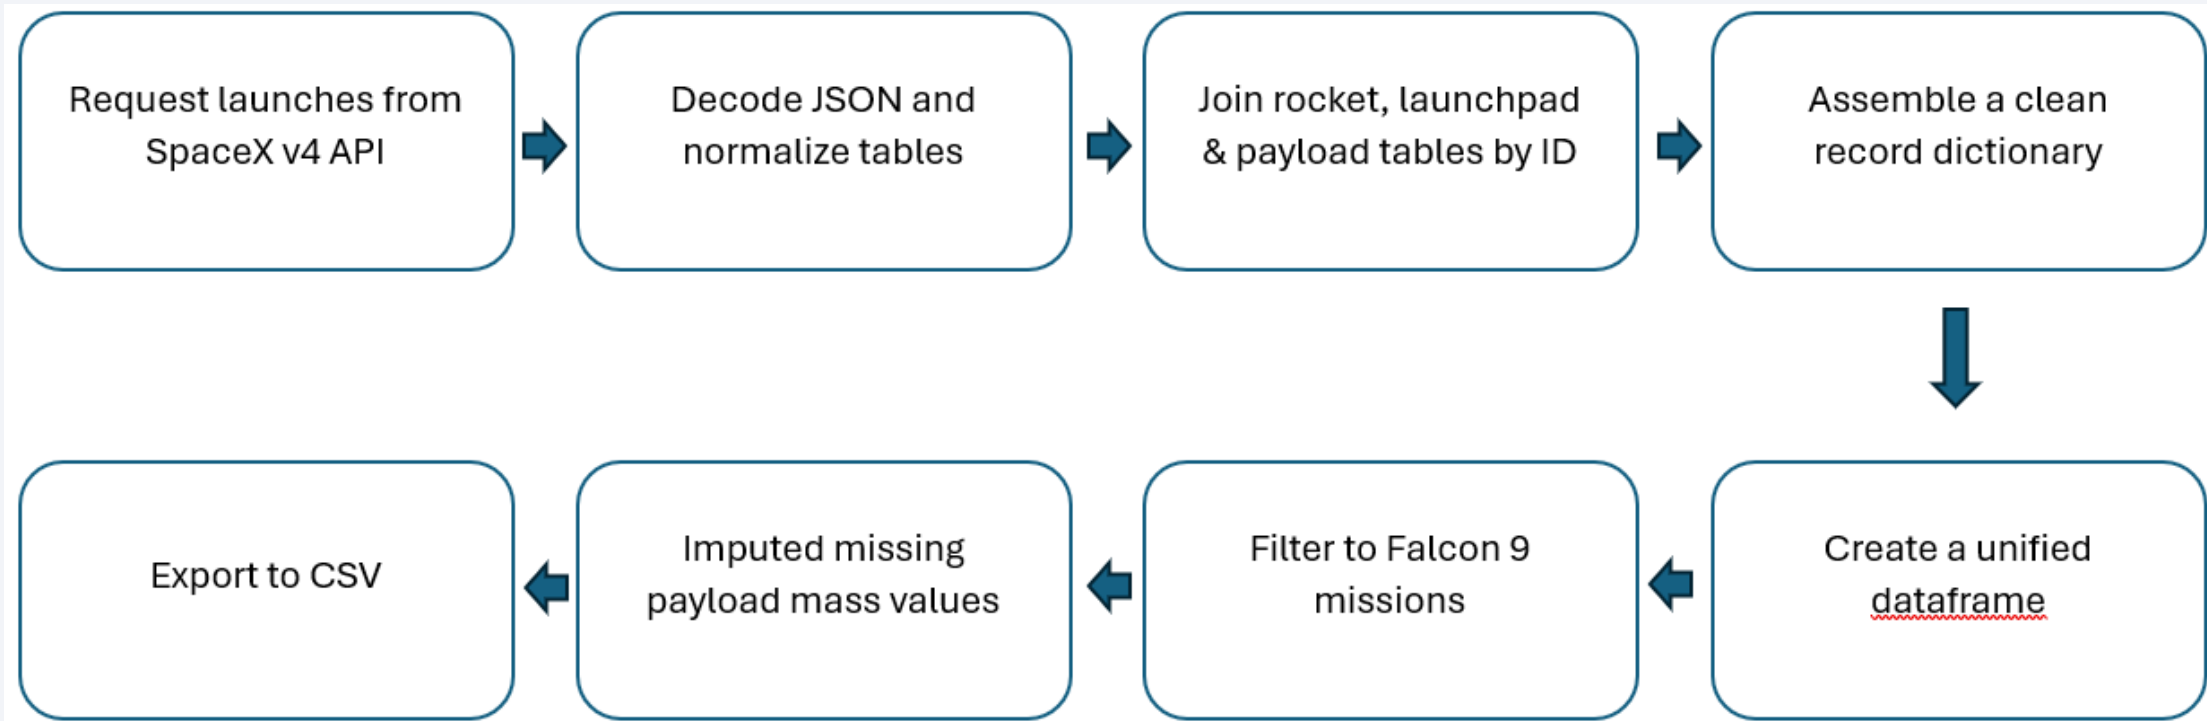 Request launches from
SpaceX v4 API
Decode JSON and
normalize tables
Join rocket, launchpad
& payload tables by ID
Assemble a clean
record dictionary
Create a unified
dataframe
Filter to Falcon 9
missions
Imputed missing
payload mass values
Export to CSV